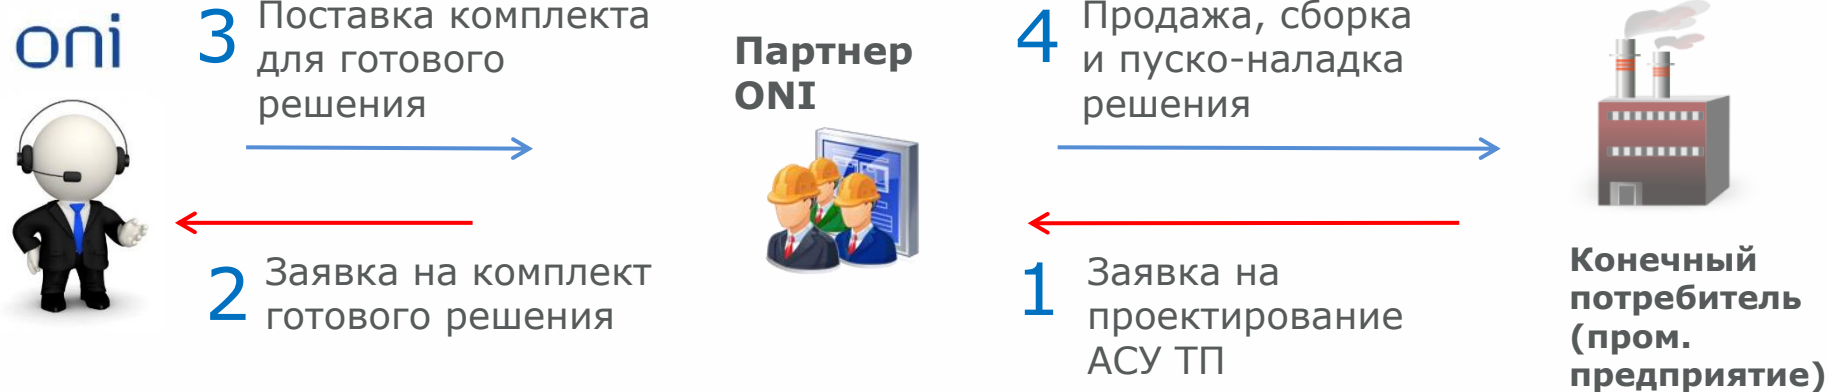 oni
3
Поставка комплекта
для готового
решения
Партнер
ONI
4
Продажа, сборка
и пуско-наладка
решения
2
Заявка на комплект
готового решения
1
Заявка на
проектирование
АСУ ТП
Конечный
потребитель
(пром.
предприятие)